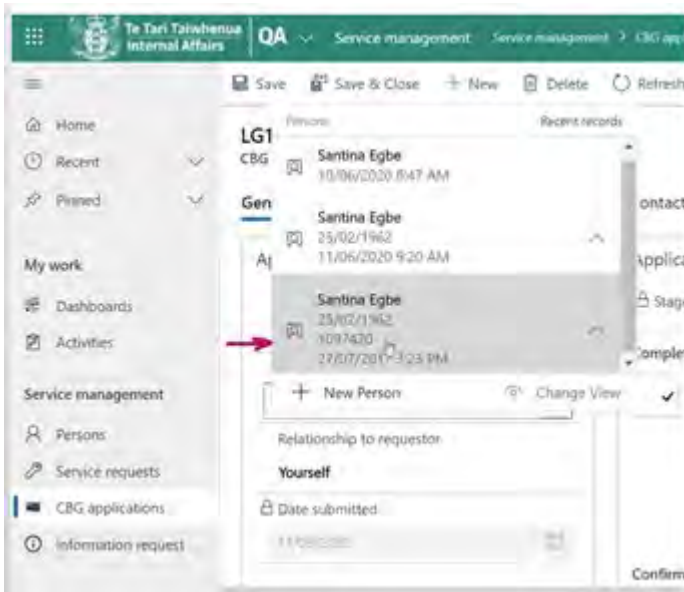 Te Tari Taiwhenua
Internal Affairs
QA
Service management
Service management > CBG
Save
Save & Close
+ New
Delete
Refresh
Home
Recent
Pinned
My work
Dashboards
Activities
Service management
Persons
Service requests
CBG applications
Information request
LG1
CBG
Gen
Persons
Recent records
Santina Egbe
10/06/2020 8:47 AM
Santina Egbe
25/02/1962
11/06/2020 9:20 AM
Santina Egbe
25/02/1962
1097420
+ New Person
Change View
Relationship to requestor
Yourself
Date submitted
ontact
Applica
Stage
omple
Confirm